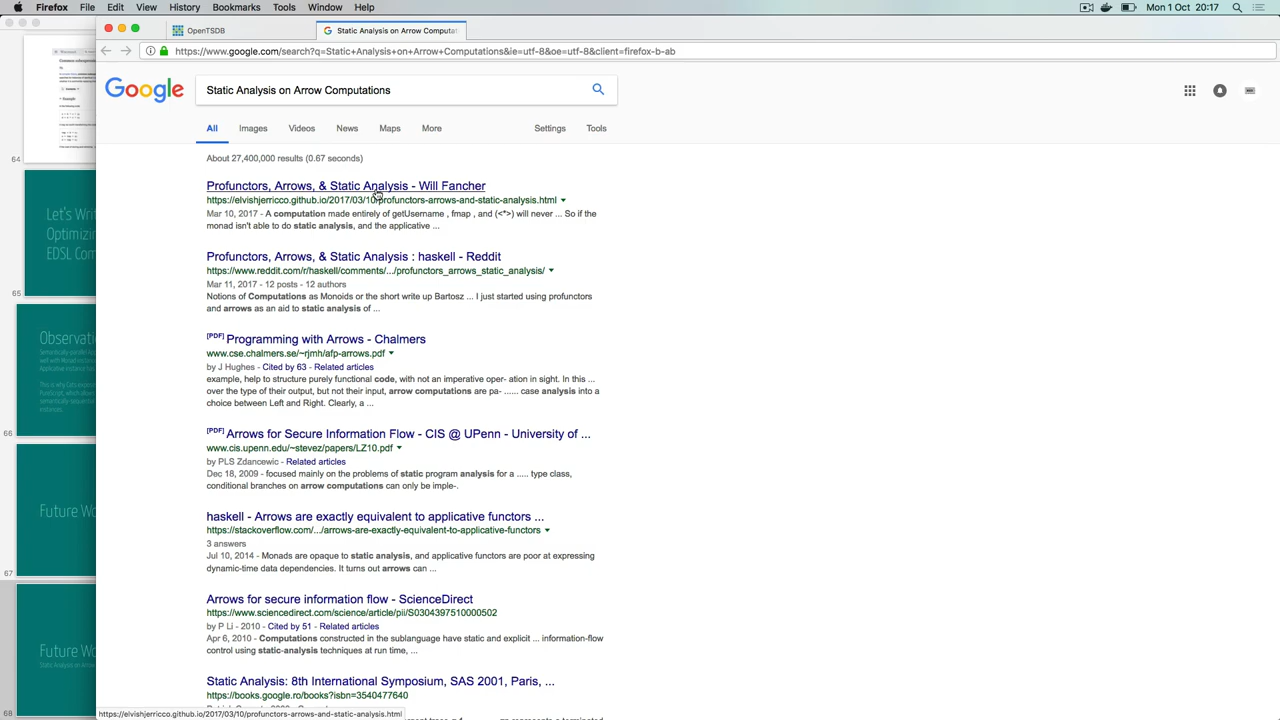 Firefox File Edit View History Bookmarks Tools Window Help
Mon 1 Oct 20:17
OpenTSDB
Static Analysis on Arrow Computat
https://www.google.com/search?q=Static+Analysis+on+Arrow+Computations&ie=utf-8&oe=utf-8&client=firefox-b-ab
Google
Static Analysis on Arrow Computations
All Images Videos News Maps More Settings Tools
About 27,400,000 results (0.67 seconds)
Profunctors, Arrows, & Static Analysis - Will Fancher
https://elvishjerricco.github.io/2017/03/10/profunctors-arrows-and-static-analysis.html
Mar 10, 2017 - A computation made entirely of getUsername , fmap , and (<*>) will never ... So if the
monad isn't able to do static analysis, and the applicative ...
Profunctors, Arrows, & Static Analysis : haskell - Reddit
https://www.reddit.com/r/haskell/comments/.../profunctors_arrows_static_analysis/
Mar 11, 2017 - 12 posts - 12 authors
Notions of Computations as Monoids or the short write up Bartosz ... I just started using profunctors
and arrows as an aid to static analysis of ...
[PDF] Programming with Arrows - Chalmers
www.cse.chalmers.se/~rjmh/afp-arrows.pdf
by J Hughes - Cited by 63 - Related articles
example, help to structure purely functional code, with not an imperative oper- ation in sight. In this ...
over the type of their output, but not their input, arrow computations are pa- ...... case analysis into a
choice between Left and Right. Clearly, a ...
[PDF] Arrows for Secure Information Flow - CIS @ UPenn - University of ...
www.cis.upenn.edu/~stevez/papers/LZ10.pdf
by PLS Zdancewic - Related articles
Dec 18, 2009 - focused mainly on the problems of static program analysis for a ..... type class,
conditional branches on arrow computations can only be imple-.
haskell - Arrows are exactly equivalent to applicative functors ...
https://stackoverflow.com/.../arrows-are-exactly-equivalent-to-applicative-functors
3 answers
Jul 10, 2014 - Monads are opaque to static analysis, and applicative functors are poor at expressing
dynamic-time data dependencies. It turns out arrows can ...
Arrows for secure information flow - ScienceDirect
https://www.sciencedirect.com/science/article/pii/S0304397510000502
by P Li - 2010 - Cited by 51 - Related articles
Apr 6, 2010 - Computations constructed in the sublanguage have static and explicit ... information-flow
control using static-analysis techniques at run time, ...
Static Analysis: 8th International Symposium, SAS 2001, Paris, ...
https://books.google.ro/books?isbn=3540477640
https://elvishjerricco.github.io/2017/03/10/profunctors-arrows-and-static-analysis.html
64
Let's Wri
Optimizin
EDSL Com
65
Observati
66
Future Wo
67
Future Wo
68